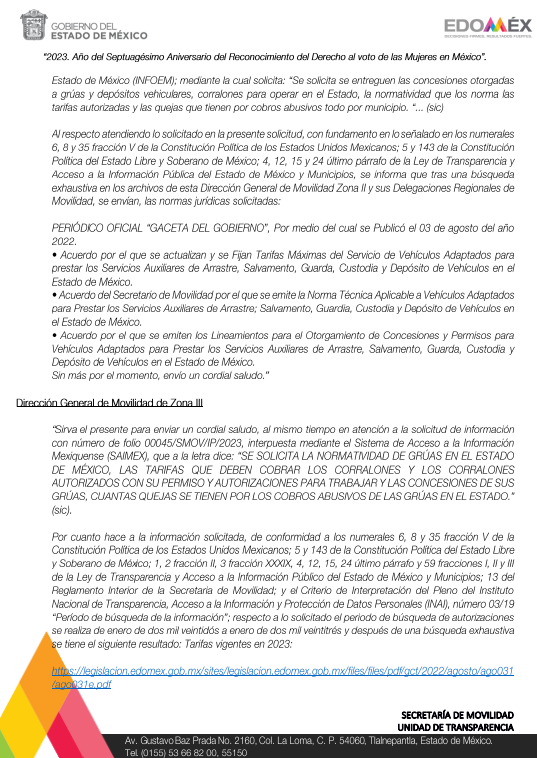 GOBIERNO DEL
ESTADO DE MÉXICO
EDOMÉX
DECISIONES FIRMES, RESULTADOS FUERTES.
“2023. Año del Septuagésimo Aniversario del Reconocimiento del Derecho al voto de las Mujeres en México”.
Estado de México (INFOEM); mediante la cual solicita: “Se solicita se entreguen las concesiones otorgadas
a grúas y depósitos vehiculares, corralones para operar en el Estado, la normatividad que los norma las
tarifas autorizadas y las quejas que tienen por cobros abusivos todo por municipio. “... (sic)
Al respecto atendiendo lo solicitado en la presente solicitud, con fundamento en lo señalado en los numerales
6, 8 y 35 fracción V de la Constitución Política de los Estados Unidos Mexicanos; 5 y 143 de la Constitución
Política del Estado Libre y Soberano de México; 4, 12, 15 y 24 último párrafo de la Ley de Transparencia y
Acceso a la Información Pública del Estado de México y Municipios, se informa que tras una búsqueda
exhaustiva en los archivos de esta Dirección General de Movilidad Zona II y sus Delegaciones Regionales de
Movilidad, se envían, las normas jurídicas solicitadas:
PERIÓDICO OFICIAL “GACETA DEL GOBIERNO”, Por medio del cual se Publicó el 03 de agosto del año
2022.
• Acuerdo por el que se actualizan y se Fijan Tarifas Máximas del Servicio de Vehículos Adaptados para
prestar los Servicios Auxiliares de Arrastre, Salvamento, Guarda, Custodia y Depósito de Vehículos en el
Estado de México.
• Acuerdo del Secretario de Movilidad por el que se emite la Norma Técnica Aplicable a Vehículos Adaptados
para Prestar los Servicios Auxiliares de Arrastre; Salvamento, Guardia, Custodia y Depósito de Vehículos en
el Estado de México.
• Acuerdo por el que se emiten los Lineamientos para el Otorgamiento de Concesiones y Permisos para
Vehículos Adaptados para Prestar los Servicios Auxiliares de Arrastre, Salvamento, Guarda, Custodia y
Depósito de Vehículos en el Estado de México.
Sin más por el momento, envío un cordial saludo.”
Dirección General de Movilidad de Zona III
“Sirva el presente para enviar un cordial saludo, al mismo tiempo en atención a la solicitud de información
con número de folio 00045/SMOV/IP/2023, interpuesta mediante el Sistema de Acceso a la Información
Mexiquense (SAIMEX), que a la letra dice: “SE SOLICITA LA NORMATIVIDAD DE GRÚAS EN EL ESTADO
DE MÉXICO, LAS TARIFAS QUE DEBEN COBRAR LOS CORRALONES Y LOS CORRALONES
AUTORIZADOS CON SU PERMISO Y AUTORIZACIONES PARA TRABAJAR Y LAS CONCESIONES DE SUS
GRÚAS, CUANTAS QUEJAS SE TIENEN POR LOS COBROS ABUSIVOS DE LAS GRÚAS EN EL ESTADO.”
(sic).
Por cuanto hace a la información solicitada, de conformidad a los numerales 6, 8 y 35 fracción V de la
Constitución Política de los Estados Unidos Mexicanos; 5 y 143 de la Constitución Política del Estado Libre
y Soberano de México; 1, 2 fracción II, 3 fracción XXXIX, 4, 12, 15, 24 último párrafo y 59 fracciones I, II y III
de la Ley de Transparencia y Acceso a la Información Público del Estado de México y Municipios; 13 del
Reglamento Interior de la Secretaria de Movilidad; y el Criterio de Interpretación del Pleno del Instituto
Nacional de Transparencia, Acceso a la Información y Protección de Datos Personales (INAI), número 03/19
“Período de búsqueda de la información”; respecto a lo solicitado el periodo de búsqueda de autorizaciones
se realiza de enero de dos mil veintidós a enero de dos mil veintitrés y después de una búsqueda exhaustiva
se tiene el siguiente resultado: Tarifas vigentes en 2023:
https://legislacion.edomex.gob.mx/sites/legislacion.edomex.gob.mx/files/files/pdf/gct/2022/agosto/ago031
/ago031e.pdf
SECRETARÍA DE MOVILIDAD
UNIDAD DE TRANSPARENCIA
Av. Gustavo Baz Prada No. 2160, Col. La Loma, C. P. 54060, Tlalnepantla, Estado de México.
Tel. (0155) 53 66 82 00, 55150